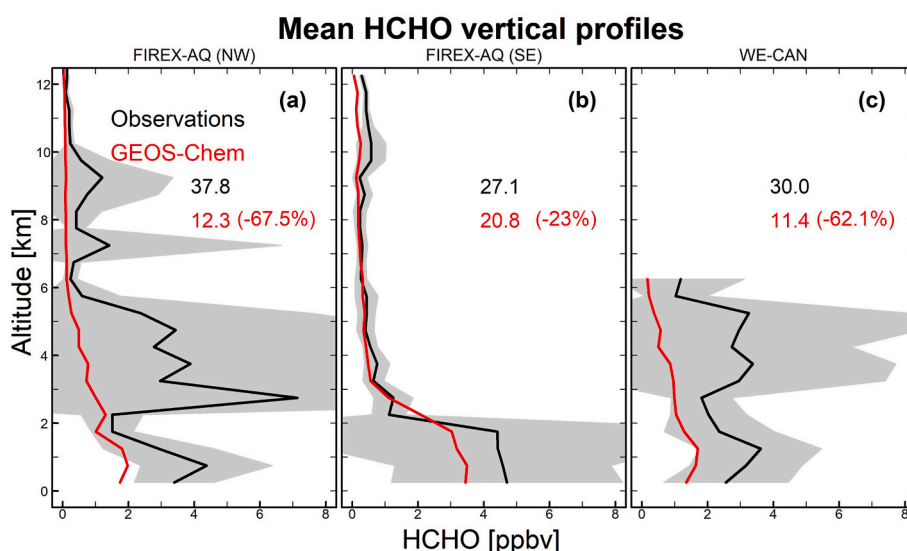 Mean HCHO vertical profiles
FIREX-AQ (NW)
FIREX-AQ (SE)
WE-CAN
(a)
(b)
(c)
Observations
GEOS-Chem
37.8
12.3 (-67.5%)
27.1
20.8 (-23%)
30.0
11.4 (-62.1%)
Altitude [km]
12
10
8
6
4
2
0
0 2 4 6 8
0 2 4 6 8
0 2 4 6 8
HCHO [ppbv]